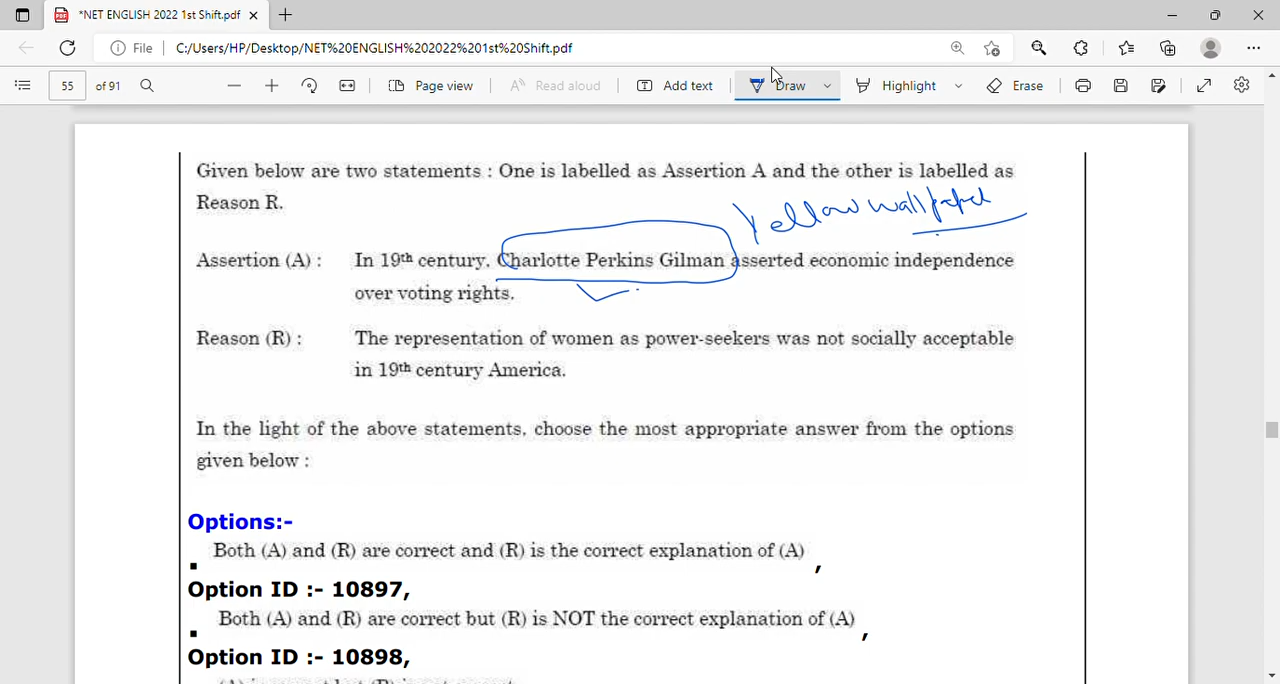 *NET ENGLISH 2022 1st Shift.pdf
File | C:/Users/HP/Desktop/NET%20ENGLISH%202022%201st%20Shift.pdf
55 of 91 Page view Read aloud Add text Draw Highlight Erase
Given below are two statements : One is labelled as Assertion A and the other is labelled as
Reason R.
Yellow wallpaper
Assertion (A) : In 19th century, Charlotte Perkins Gilman asserted economic independence
over voting rights.
Reason (R) : The representation of women as power-seekers was not socially acceptable
in 19th century America.
In the light of the above statements, choose the most appropriate answer from the options
given below :
Options:-
Both (A) and (R) are correct and (R) is the correct explanation of (A)
,
Option ID :- 10897,
Both (A) and (R) are correct but (R) is NOT the correct explanation of (A)
,
Option ID :- 10898,